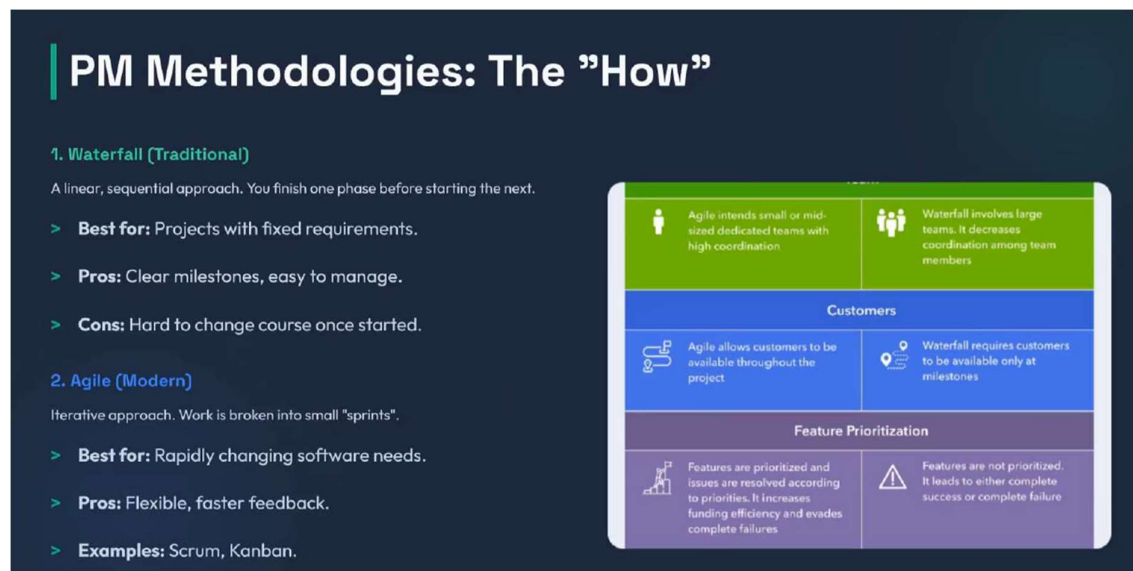 PM Methodologies: The ”How”
1. Waterfall (Traditional)
A linear, sequential approach. You finish one phase before starting the next.
> Best for: Projects with fixed requirements.
> Pros: Clear milestones, easy to manage.
> Cons: Hard to change course once started.
2. Agile (Modern)
Iterative approach. Work is broken into small "sprints".
> Best for: Rapidly changing software needs.
> Pros: Flexible, faster feedback.
> Examples: Scrum, Kanban.
Agile intends small or mid-
sized dedicated teams with
high coordination
Waterfall involves large
teams. It decreases
coordination among team
members
Customers
Agile allows customers to be
available throughout the
project
Waterfall requires customers
to be available only at
milestones
Feature Prioritization
Features are prioritized and
issues are resolved according
to priorities. It increases
funding efficiency and evades
complete failures
Features are not prioritized.
It leads to either complete
success or complete failure